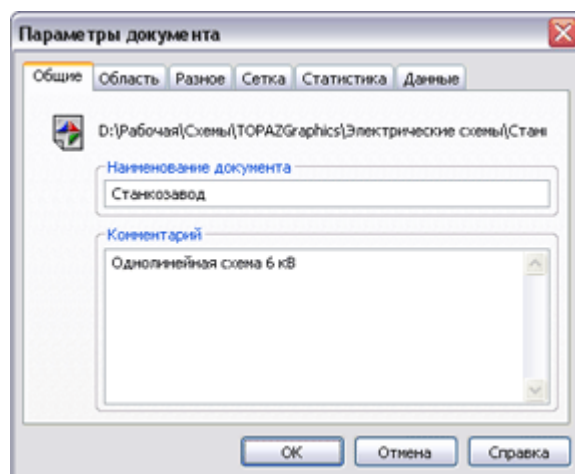 Параметры документа
Общие Область Разное Сетка Статистика Данные
D:\Рабочая\Схемы\TOPAZGraphics\Электрические схемы\Стан
Наименование документа
Станкозавод
Комментарий
Однолинейная схема 6 кВ
ОК Отмена Справка